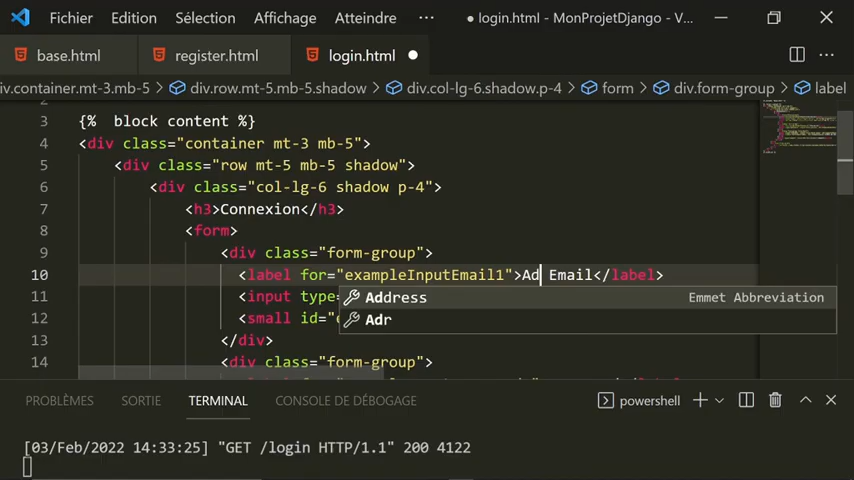 Fichier Edition Sélection Affichage Atteindre ··· ● login.html - MonProjetDjango - V...
base.html register.html login.html ●
iv.container.mt-3.mb-5 > div.row.mt-5.mb-5.shadow > div.col-lg-6.shadow.p-4 > form > div.form-group > label
2
3 {%  block content %}
4 <div class="container mt-3 mb-5">
5 <div class="row mt-5 mb-5 shadow">
6 <div class="col-lg-6 shadow p-4">
7 <h3>Connexion</h3>
8 <form>
9 <div class="form-group">
10 <label for="exampleInputEmail1">Ad Email</label>
11 <input type=
Address Emmet Abbreviation
12 <small id="
Adr
13 </div>
14 <div class="form-group">
PROBLÈMES SORTIE TERMINAL CONSOLE DE DÉBOGAGE powershell
[03/Feb/2022 14:33:25] "GET /login HTTP/1.1" 200 4122